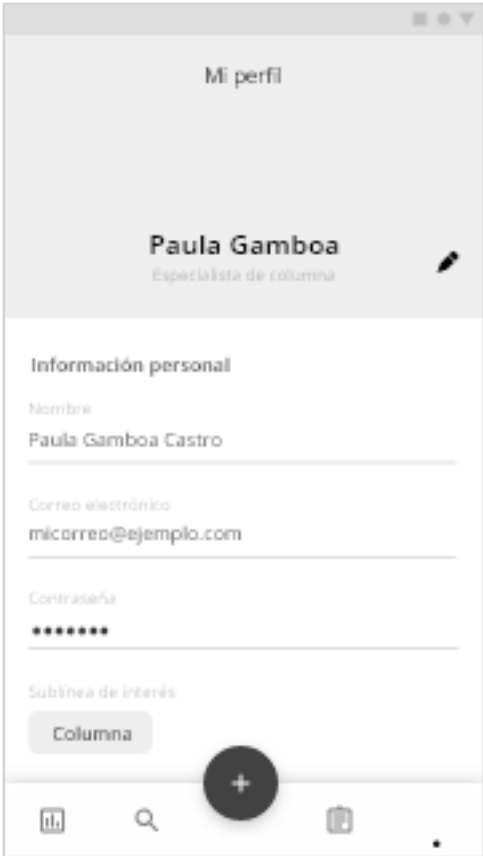 Mi perfil
Paula Gamboa
Especialista de columna
Información personal
Nombre
Paula Gamboa Castro
Correo electrónico
micorreo@ejemplo.com
Contraseña
•••••••
Sublínea de interés
Columna
+